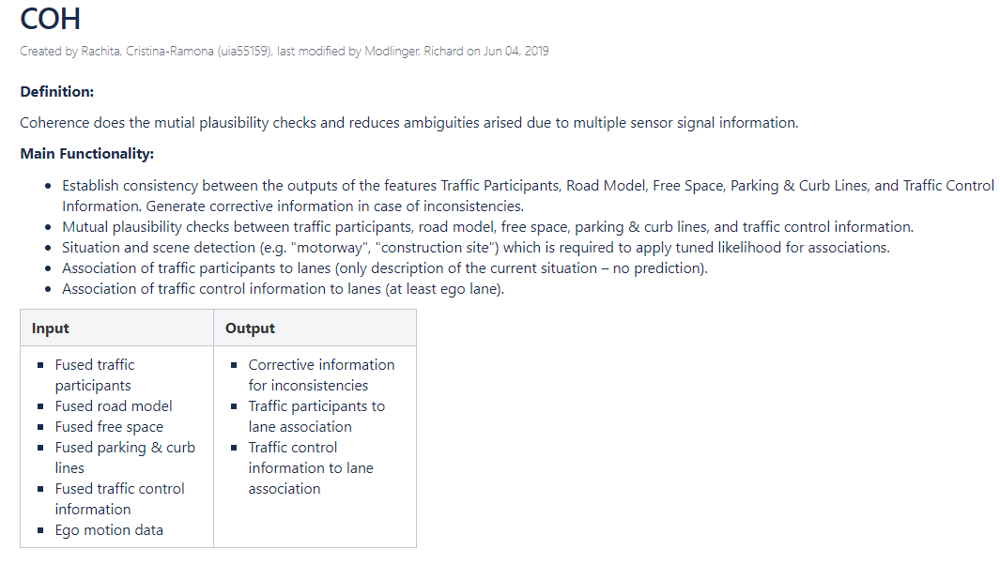 COH
Created by Rachita, Cristina-Ramona (uia55159), last modified by Modlinger, Richard on Jun 04, 2019
Definition:
Coherence does the mutial plausibility checks and reduces ambiguities arised due to multiple sensor signal information.
Main Functionality:
• Establish consistency between the outputs of the features Traffic Participants, Road Model, Free Space, Parking & Curb Lines, and Traffic Control
Information. Generate corrective information in case of inconsistencies.
• Mutual plausibility checks between traffic participants, road model, free space, parking & curb lines, and traffic control information.
• Situation and scene detection (e.g. "motorway", "construction site") which is required to apply tuned likelihood for associations.
• Association of traffic participants to lanes (only description of the current situation – no prediction).
• Association of traffic control information to lanes (at least ego lane).
Input
▪ Fused traffic
participants
▪ Fused road model
▪ Fused free space
▪ Fused parking & curb
lines
▪ Fused traffic control
information
▪ Ego motion data
Output
▪ Corrective information
for inconsistencies
▪ Traffic participants to
lane association
▪ Traffic control
information to lane
association